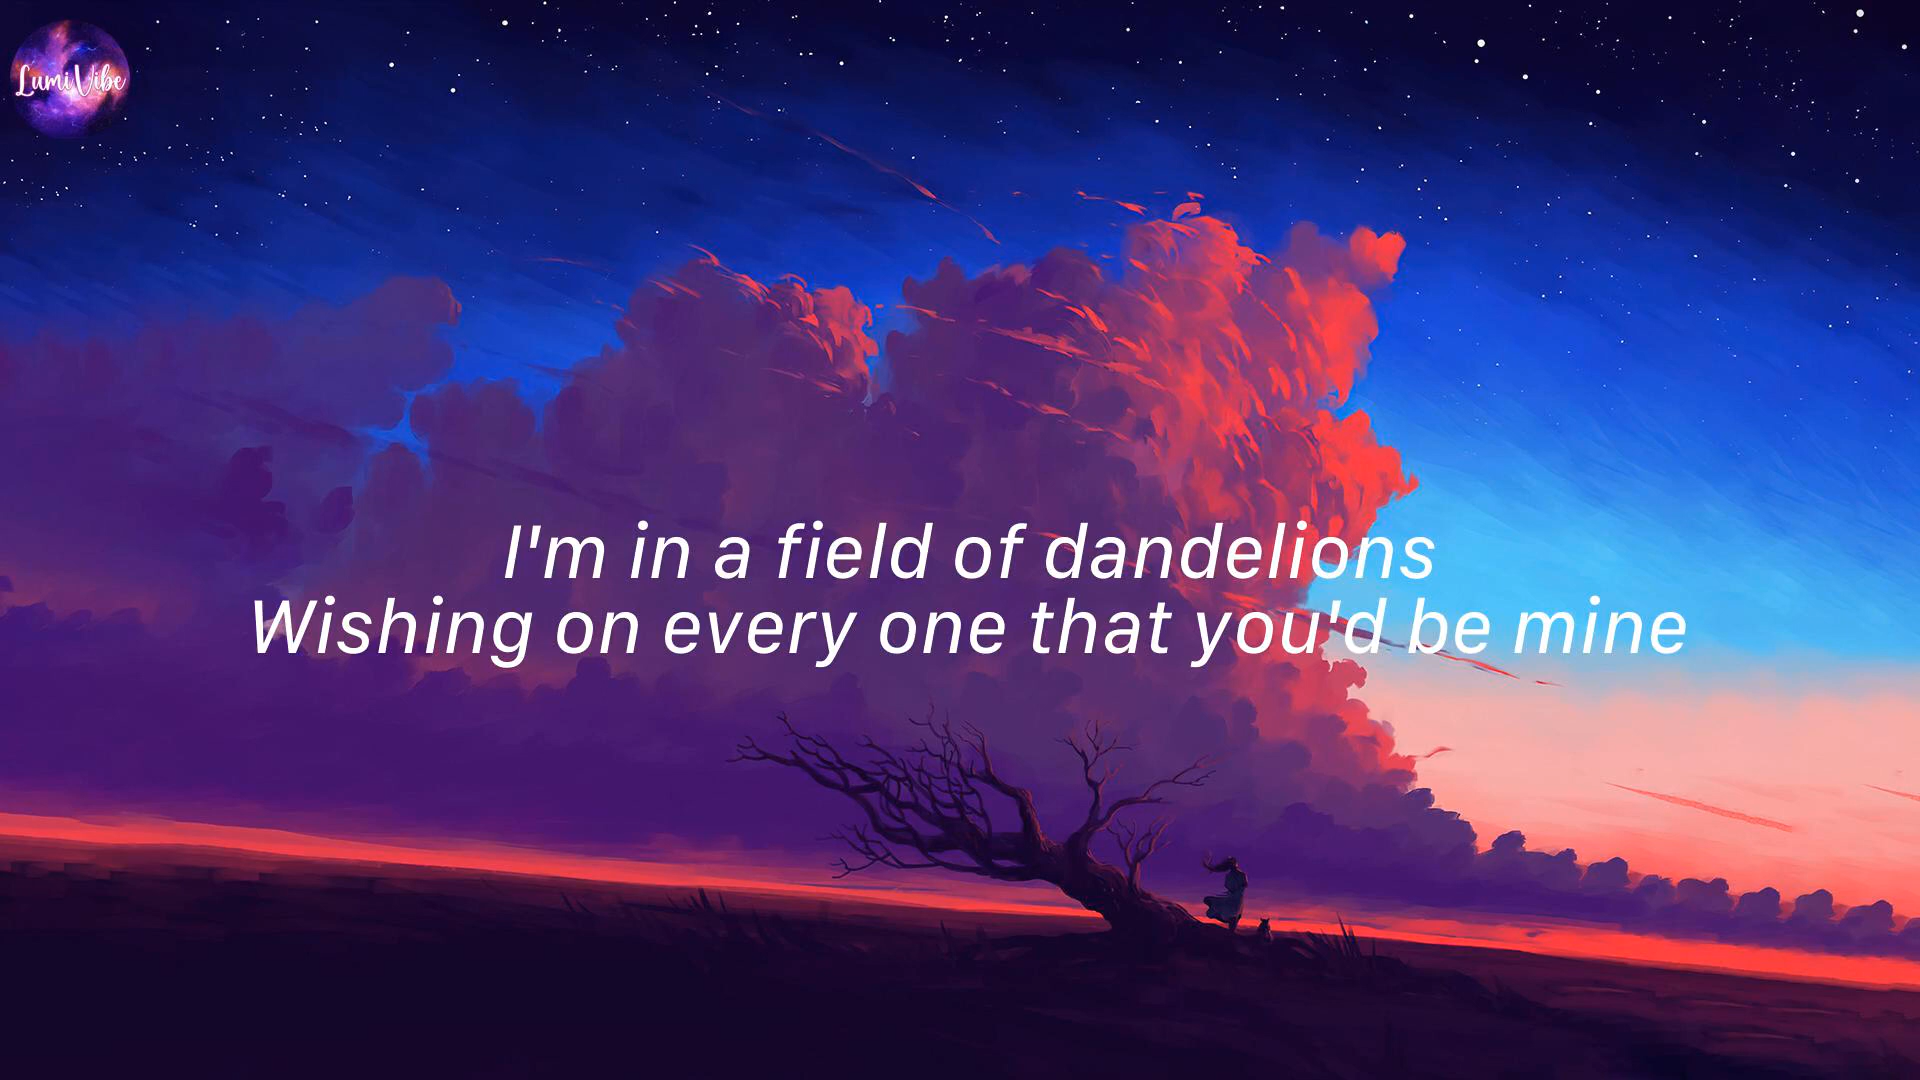 LumiVibe
I'm in a field of dandelions
Wishing on every one that you'd be mine